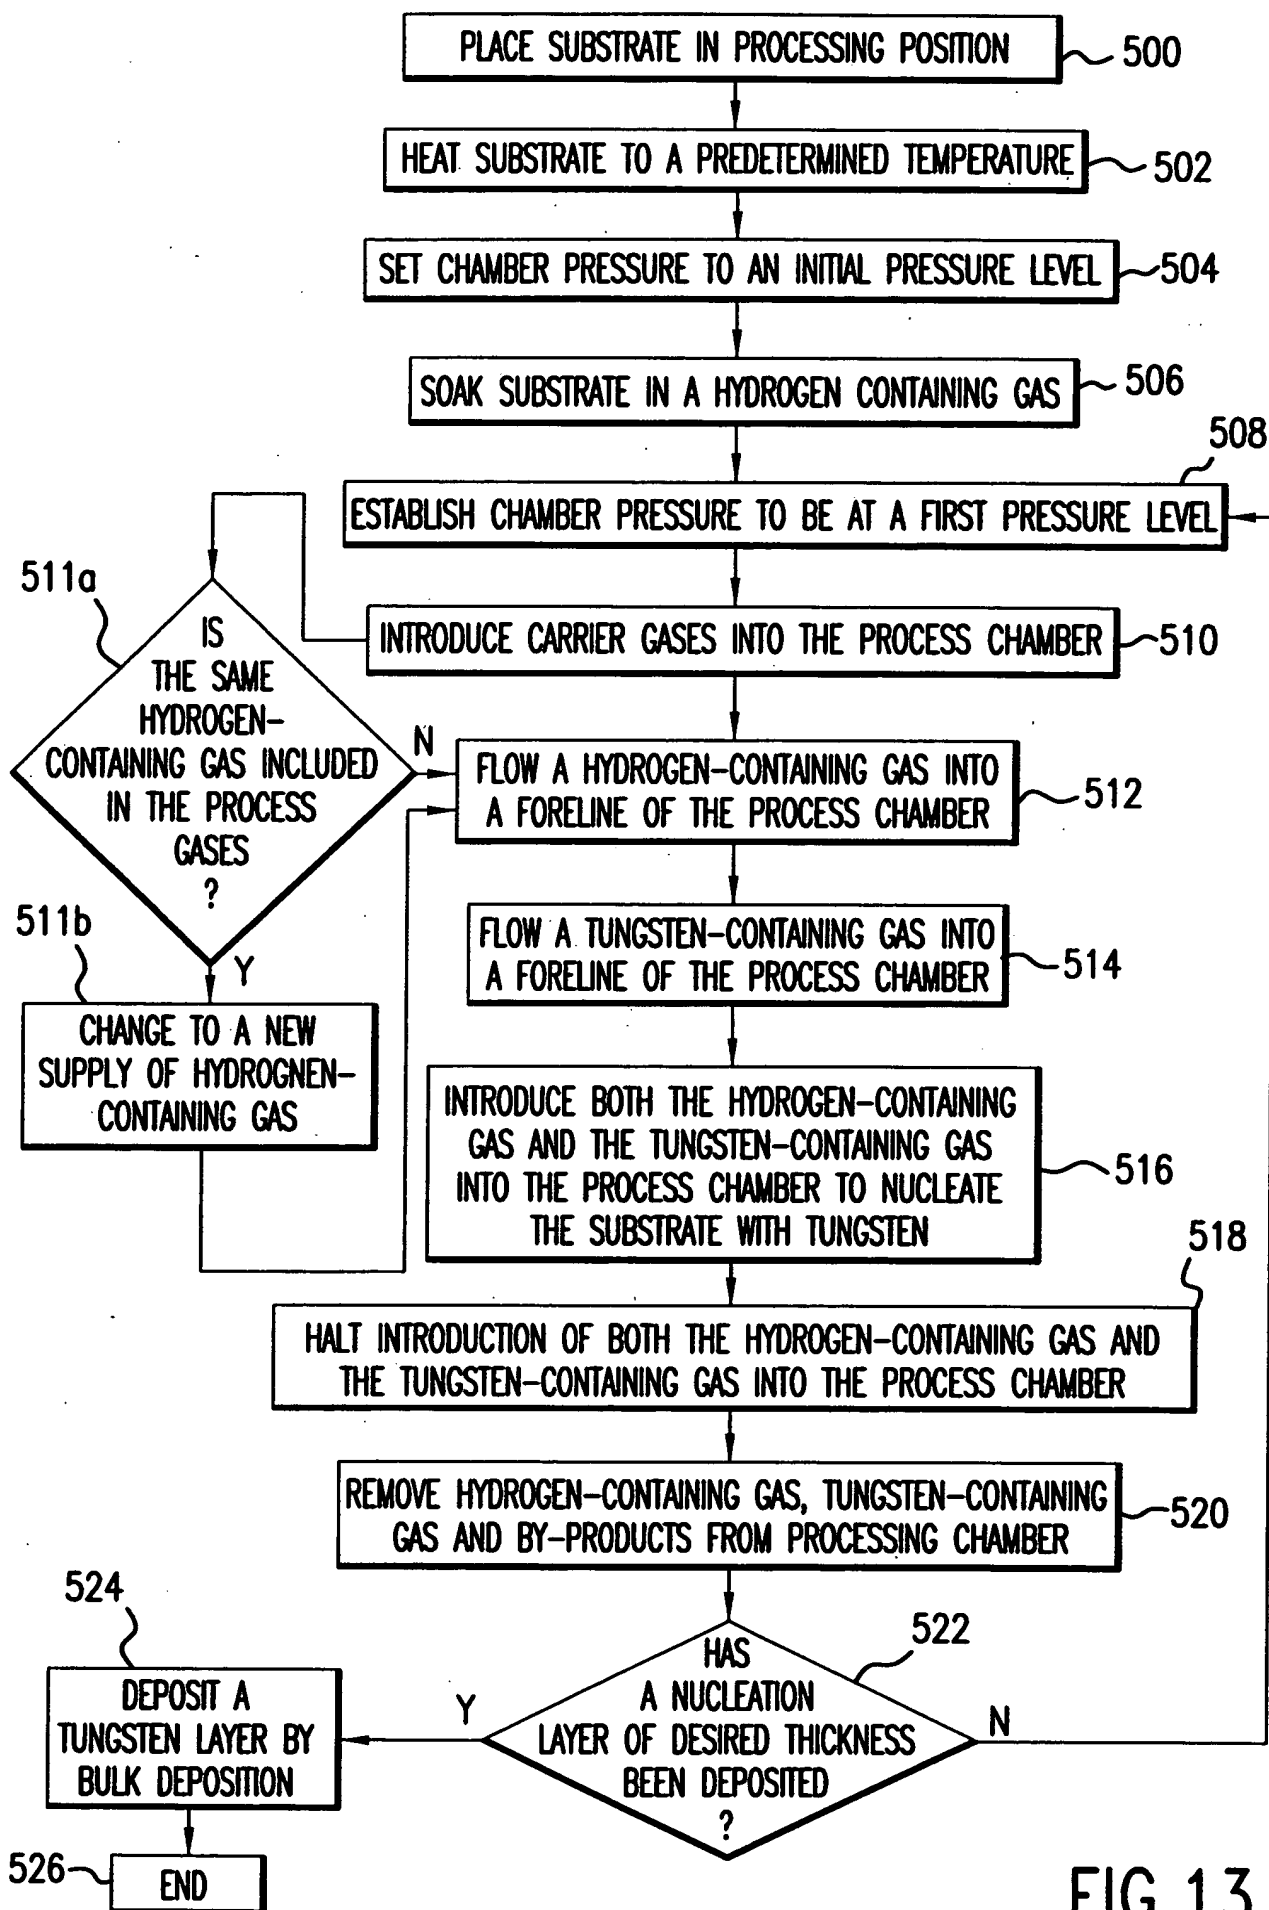 PLACE SUBSTRATE IN PROCESSING POSITION
500
HEAT SUBSTRATE TO A PREDETERMINED TEMPERATURE
502
SET CHAMBER PRESSURE TO AN INITIAL PRESSURE LEVEL
504
SOAK SUBSTRATE IN A HYDROGEN CONTAINING GAS
506
508
ESTABLISH CHAMBER PRESSURE TO BE AT A FIRST PRESSURE LEVEL
INTRODUCE CARRIER GASES INTO THE PROCESS CHAMBER
510
511a
IS
THE SAME
HYDROGEN-
CONTAINING GAS INCLUDED
IN THE PROCESS
GASES
?
N
Y
511b
CHANGE TO A NEW
SUPPLY OF HYDROGNEN-
CONTAINING GAS
FLOW A HYDROGEN-CONTAINING GAS INTO
A FORELINE OF THE PROCESS CHAMBER
512
FLOW A TUNGSTEN-CONTAINING GAS INTO
A FORELINE OF THE PROCESS CHAMBER
514
INTRODUCE BOTH THE HYDROGEN-CONTAINING
GAS AND THE TUNGSTEN-CONTAINING GAS
INTO THE PROCESS CHAMBER TO NUCLEATE
THE SUBSTRATE WITH TUNGSTEN
516
518
HALT INTRODUCTION OF BOTH THE HYDROGEN-CONTAINING GAS AND
THE TUNGSTEN-CONTAINING GAS INTO THE PROCESS CHAMBER
REMOVE HYDROGEN-CONTAINING GAS, TUNGSTEN-CONTAINING
GAS AND BY-PRODUCTS FROM PROCESSING CHAMBER
520
522
HAS
A NUCLEATION
LAYER OF DESIRED THICKNESS
BEEN DEPOSITED
?
Y
N
524
DEPOSIT A
TUNGSTEN LAYER BY
BULK DEPOSITION
526
END
FIG 13